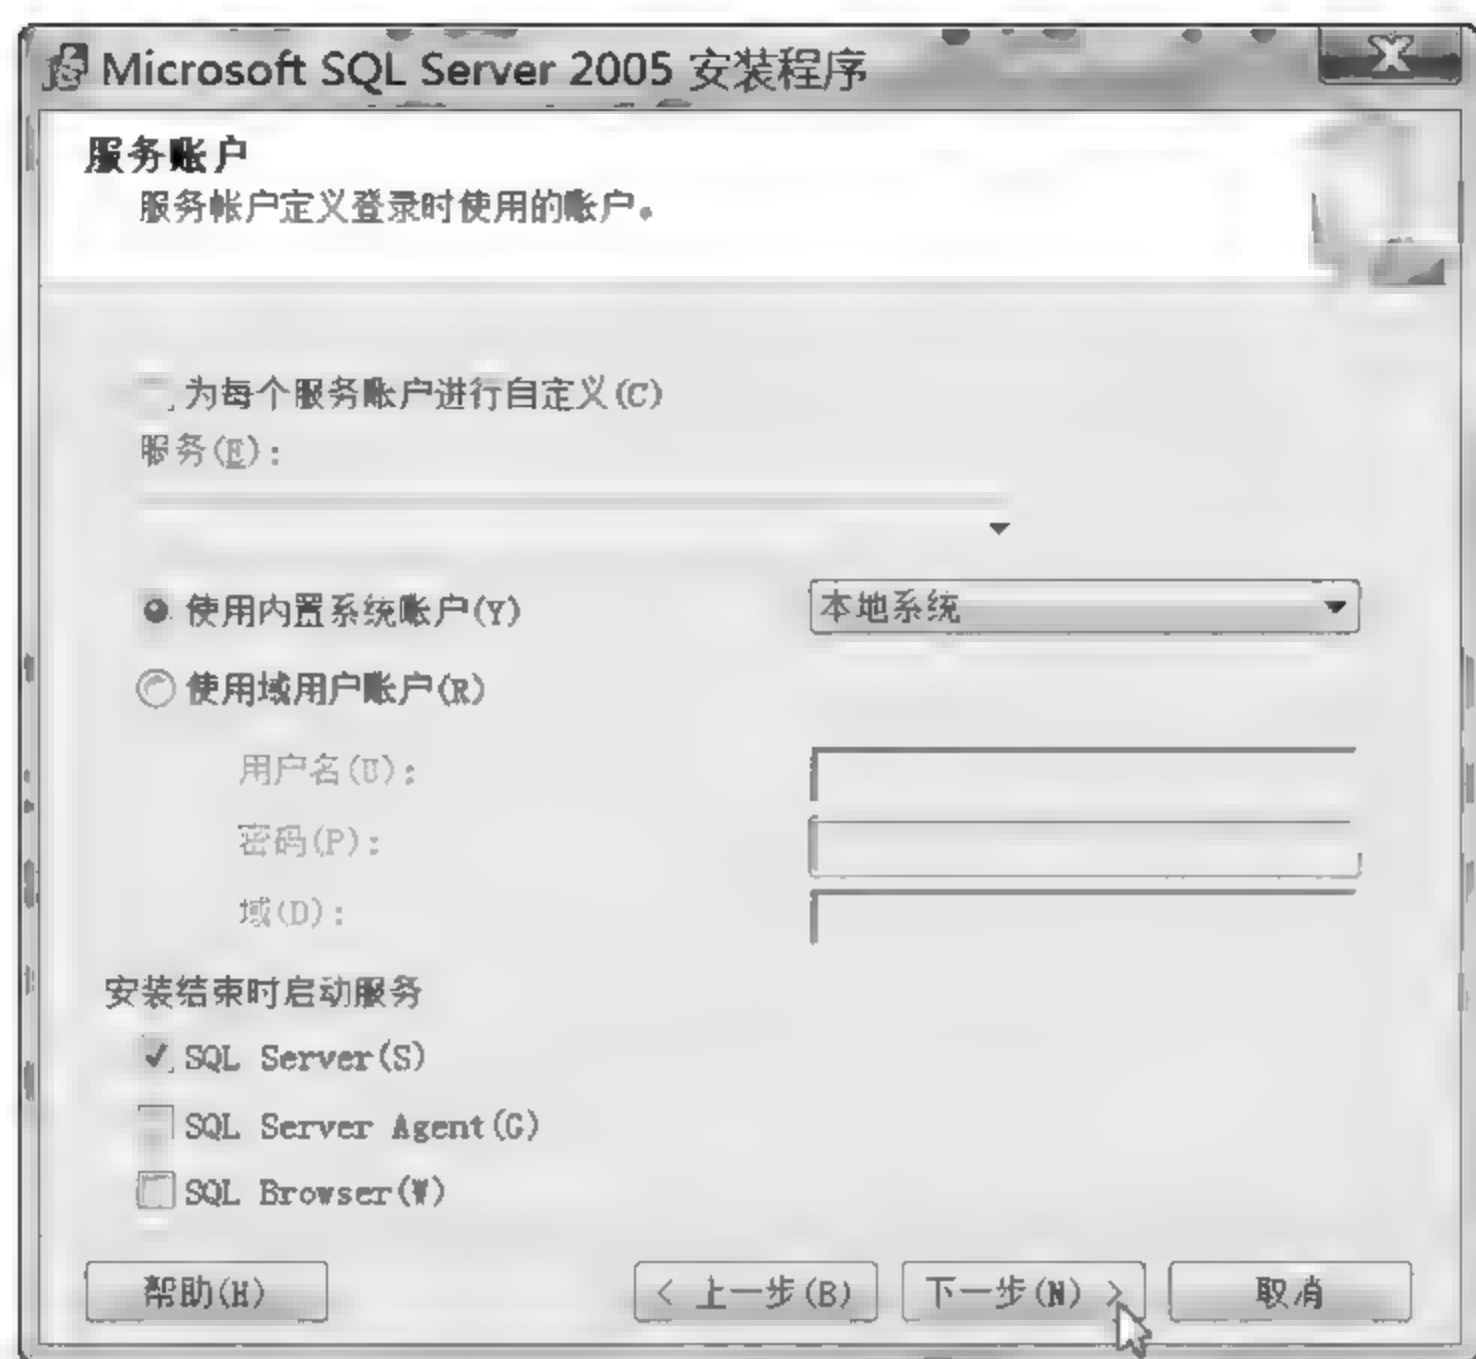 Microsoft SQL Server 2005 安装程序
服务账户
服务帐户定义登录时使用的账户。
为每个服务账户进行自定义(C)
服务(E):
使用内置系统账户(Y)
本地系统
使用域用户账户(R)
用户名(U):
密码(P):
域(D):
安装结束时启动服务
SQL Server(S)
SQL Server Agent(G)
SQL Browser(W)
帮助(H)
< 上一步(B)
下一步(N) >
取消